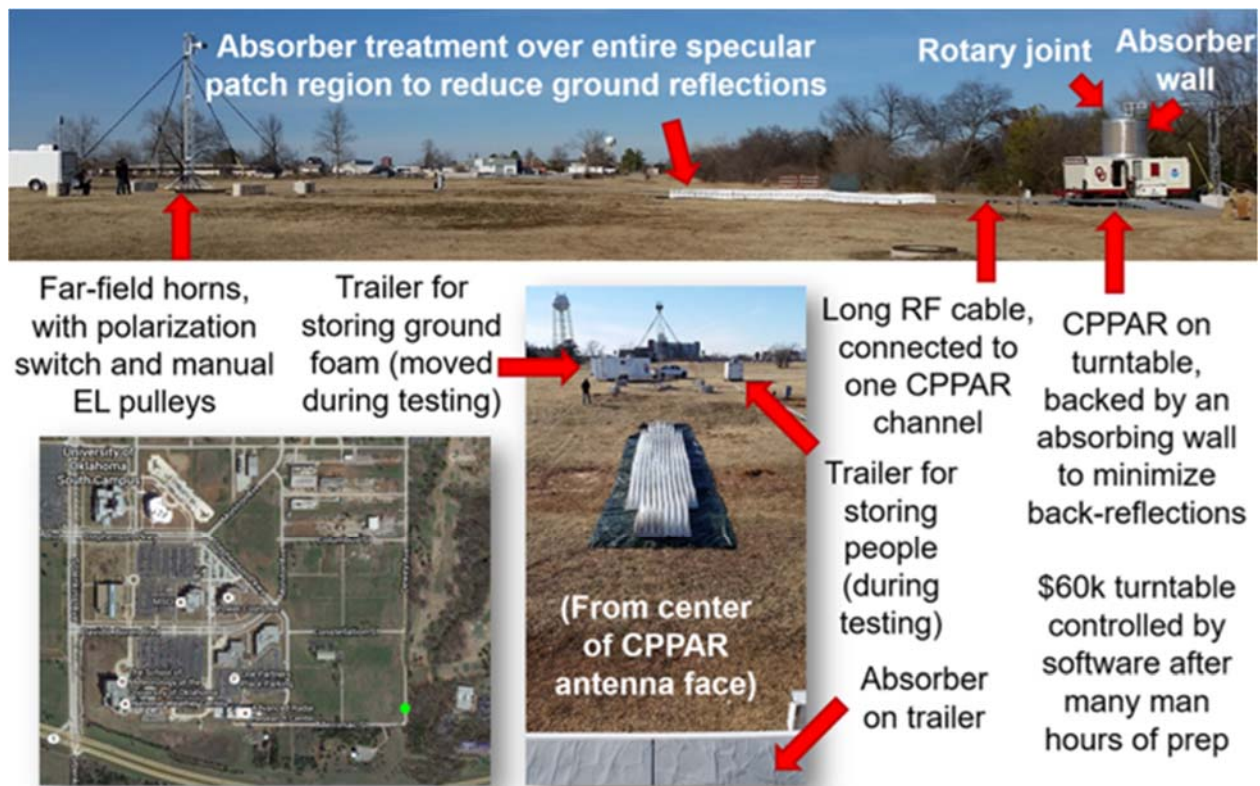 Absorber treatment over entire specular
patch region to reduce ground reflections
Rotary joint
Absorber
wall
Far-field horns,
with polarization
switch and manual
EL pulleys
Trailer for
storing ground
foam (moved
during testing)
Long RF cable,
connected to
one CPPAR
channel
CPPAR on
turntable,
backed by an
absorbing wall
to minimize
back-reflections
Trailer for
storing
people
(during
testing)
$60k turntable
controlled by
software after
many man
hours of prep
(From center
of CPPAR
antenna face)
Absorber
on trailer
University of
Oklahoma
South Campus